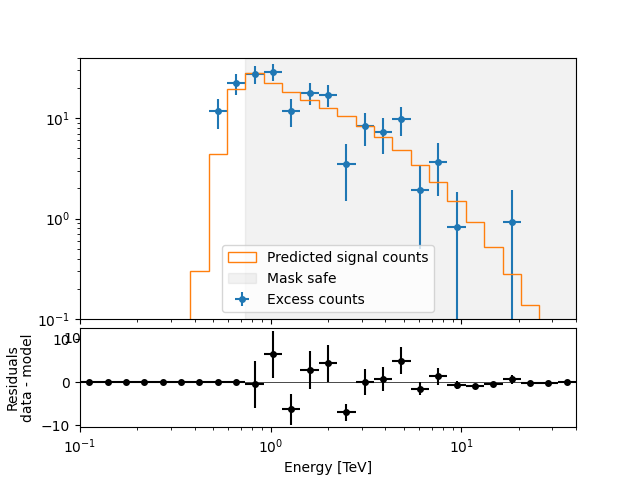 10¹
10⁰
10⁻¹
Predicted signal counts
Mask safe
Excess counts
10
10
0
−10
Residuals
data - model
10⁻¹
10⁰
10¹
Energy [TeV]